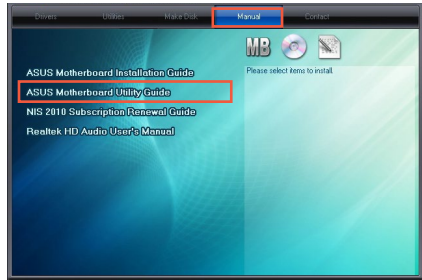 Drivers Utilities Make Disk Manual Contact
MB
Please select items to install.
ASUS Motherboard Installation Guide
ASUS Motherboard Utility Guide
NIS 2010 Subscription Renewal Guide
Realtek HD Audio User's Manual